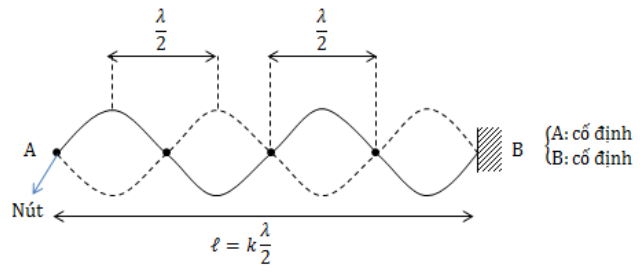 λ/2 λ/2
A B {A: cố định
B: cố định
Nút
ℓ = k λ/2